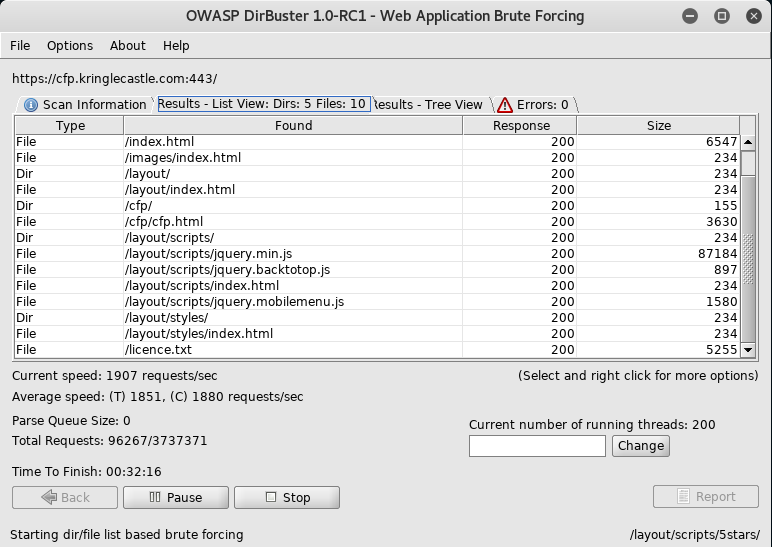 OWASP DirBuster 1.0-RC1 - Web Application Brute Forcing
File Options About Help
https://cfp.kringlecastle.com:443/
Scan Information Results - List View: Dirs: 5 Files: 10 Results - Tree View Errors: 0
Type Found Response Size
File /index.html 200 6547
File /images/index.html 200 234
Dir /layout/ 200 234
File /layout/index.html 200 234
Dir /cfp/ 200 155
File /cfp/cfp.html 200 3630
Dir /layout/scripts/ 200 234
File /layout/scripts/jquery.min.js 200 87184
File /layout/scripts/jquery.backtotop.js 200 897
File /layout/scripts/index.html 200 234
File /layout/scripts/jquery.mobilemenu.js 200 1580
Dir /layout/styles/ 200 234
File /layout/styles/index.html 200 234
File /licence.txt 200 5255
Current speed: 1907 requests/sec (Select and right click for more options)
Average speed: (T) 1851, (C) 1880 requests/sec
Parse Queue Size: 0
Current number of running threads: 200
Total Requests: 96267/3737371
Change
Time To Finish: 00:32:16
Back Pause Stop Report
Starting dir/file list based brute forcing /layout/scripts/5stars/